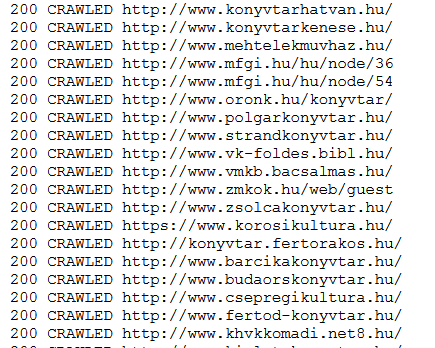 200 CRAWLED http://www.konyvtarhatvan.hu/
200 CRAWLED http://www.konyvtarkenese.hu/
200 CRAWLED http://www.mehtelekmuvhaz.hu/
200 CRAWLED http://www.mfgi.hu/hu/node/36
200 CRAWLED http://www.mfgi.hu/hu/node/54
200 CRAWLED http://www.oronk.hu/konyvtar/
200 CRAWLED http://www.polgarkonyvtar.hu/
200 CRAWLED http://www.strandkonyvtar.hu/
200 CRAWLED http://www.vk-foldes.bibl.hu/
200 CRAWLED http://www.vmkb.bacsalmas.hu/
200 CRAWLED http://www.zmkok.hu/web/guest
200 CRAWLED http://www.zsolcakonyvtar.hu/
200 CRAWLED https://www.korosikultura.hu/
200 CRAWLED http://konyvtar.fertorakos.hu/
200 CRAWLED http://www.barcikakonyvtar.hu/
200 CRAWLED http://www.budaorskonyvtar.hu/
200 CRAWLED http://www.csepregikultura.hu/
200 CRAWLED http://www.fertod-konyvtar.hu/
200 CRAWLED http://www.khvkkomadi.net8.hu/